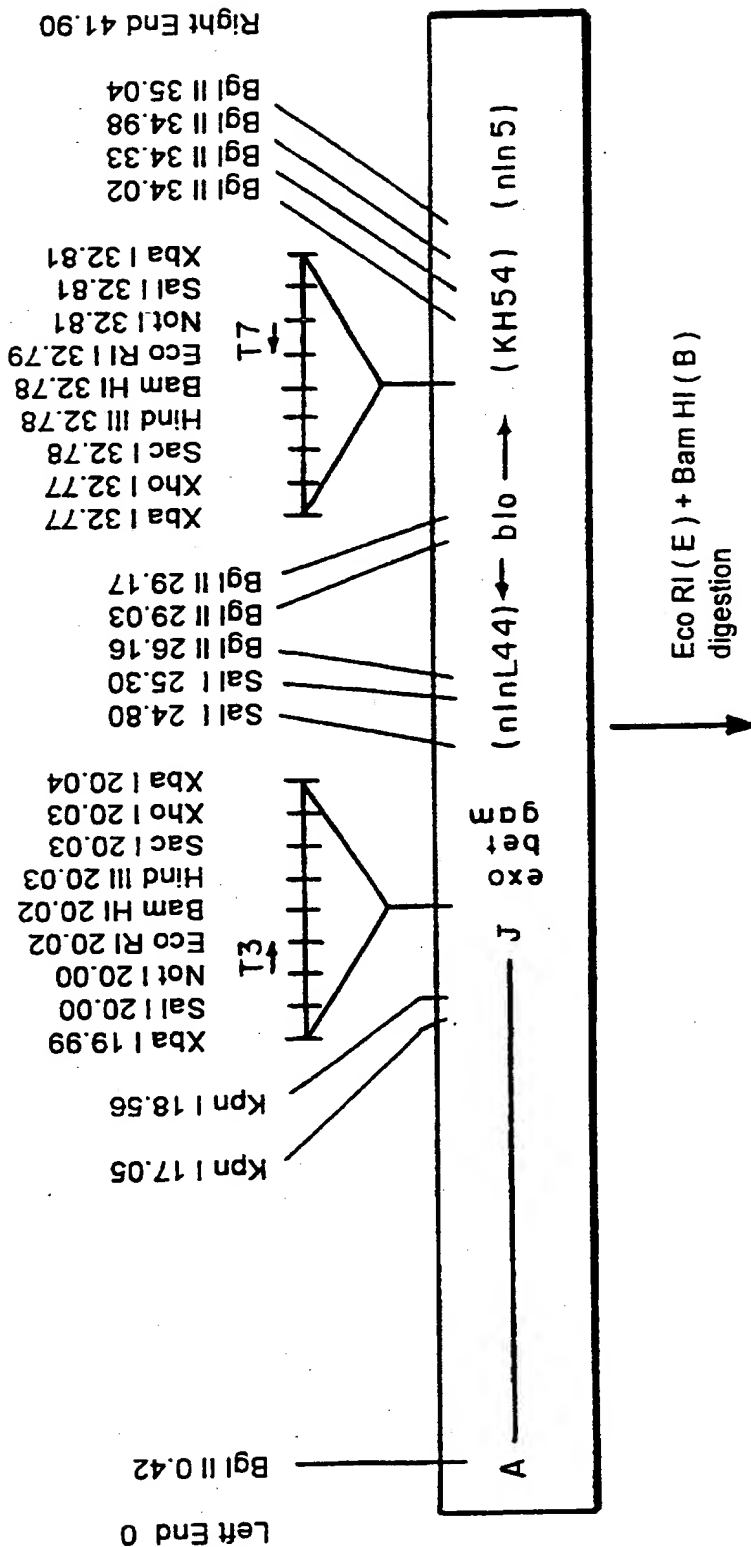 Left End 0
Bgl II 0.42
Kpn I 17.05
Kpn I 18.56
Xba I 19.99
Sal I 20.00
Not I 20.00
Eco RI 20.02
Bam HI 20.02
Hind III 20.03
Sac I 20.03
Xho I 20.03
Xba I 20.04
T3
Sal I 24.80
Sal I 25.30
Bgl II 26.16
Bgl II 29.03
Bgl II 29.17
Xba I 32.77
Xho I 32.77
Sac I 32.78
Hind III 32.78
Bam HI 32.78
Eco RI 32.79
Not I 32.81
Sal I 32.81
Xba I 32.81
T7
Bgl II 34.02
Bgl II 34.33
Bgl II 34.98
Bgl II 35.04
Right End 41.90
A J
exo
bet
gam
(nInL44) ← bIo → (KH54) (nIn5)
Eco RI (E) + Bam HI (B)
digestion